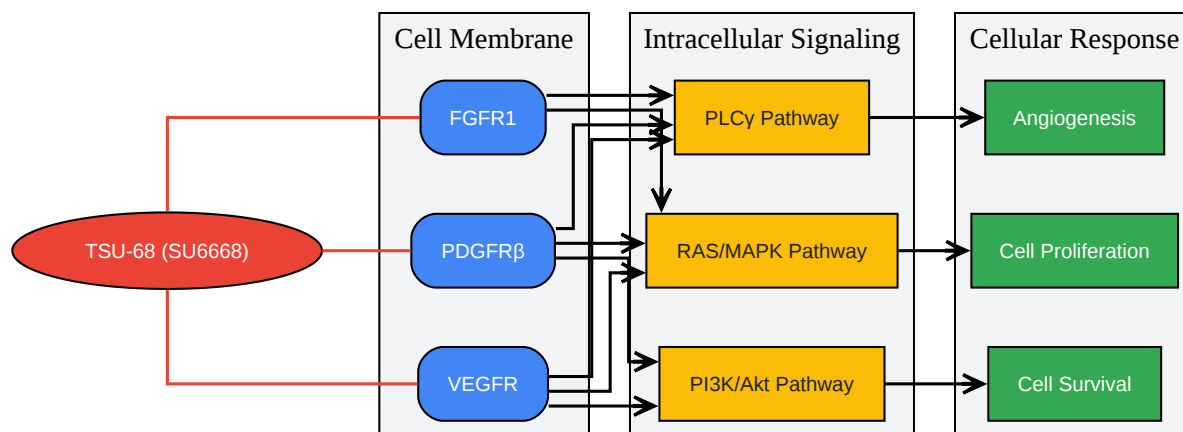 Cell Membrane
Intracellular Signaling
Cellular Response
FGFR1
PLCγ Pathway
Angiogenesis
TSU-68 (SU6668)
PDGFRβ
RAS/MAPK Pathway
Cell Proliferation
VEGFR
PI3K/Akt Pathway
Cell Survival